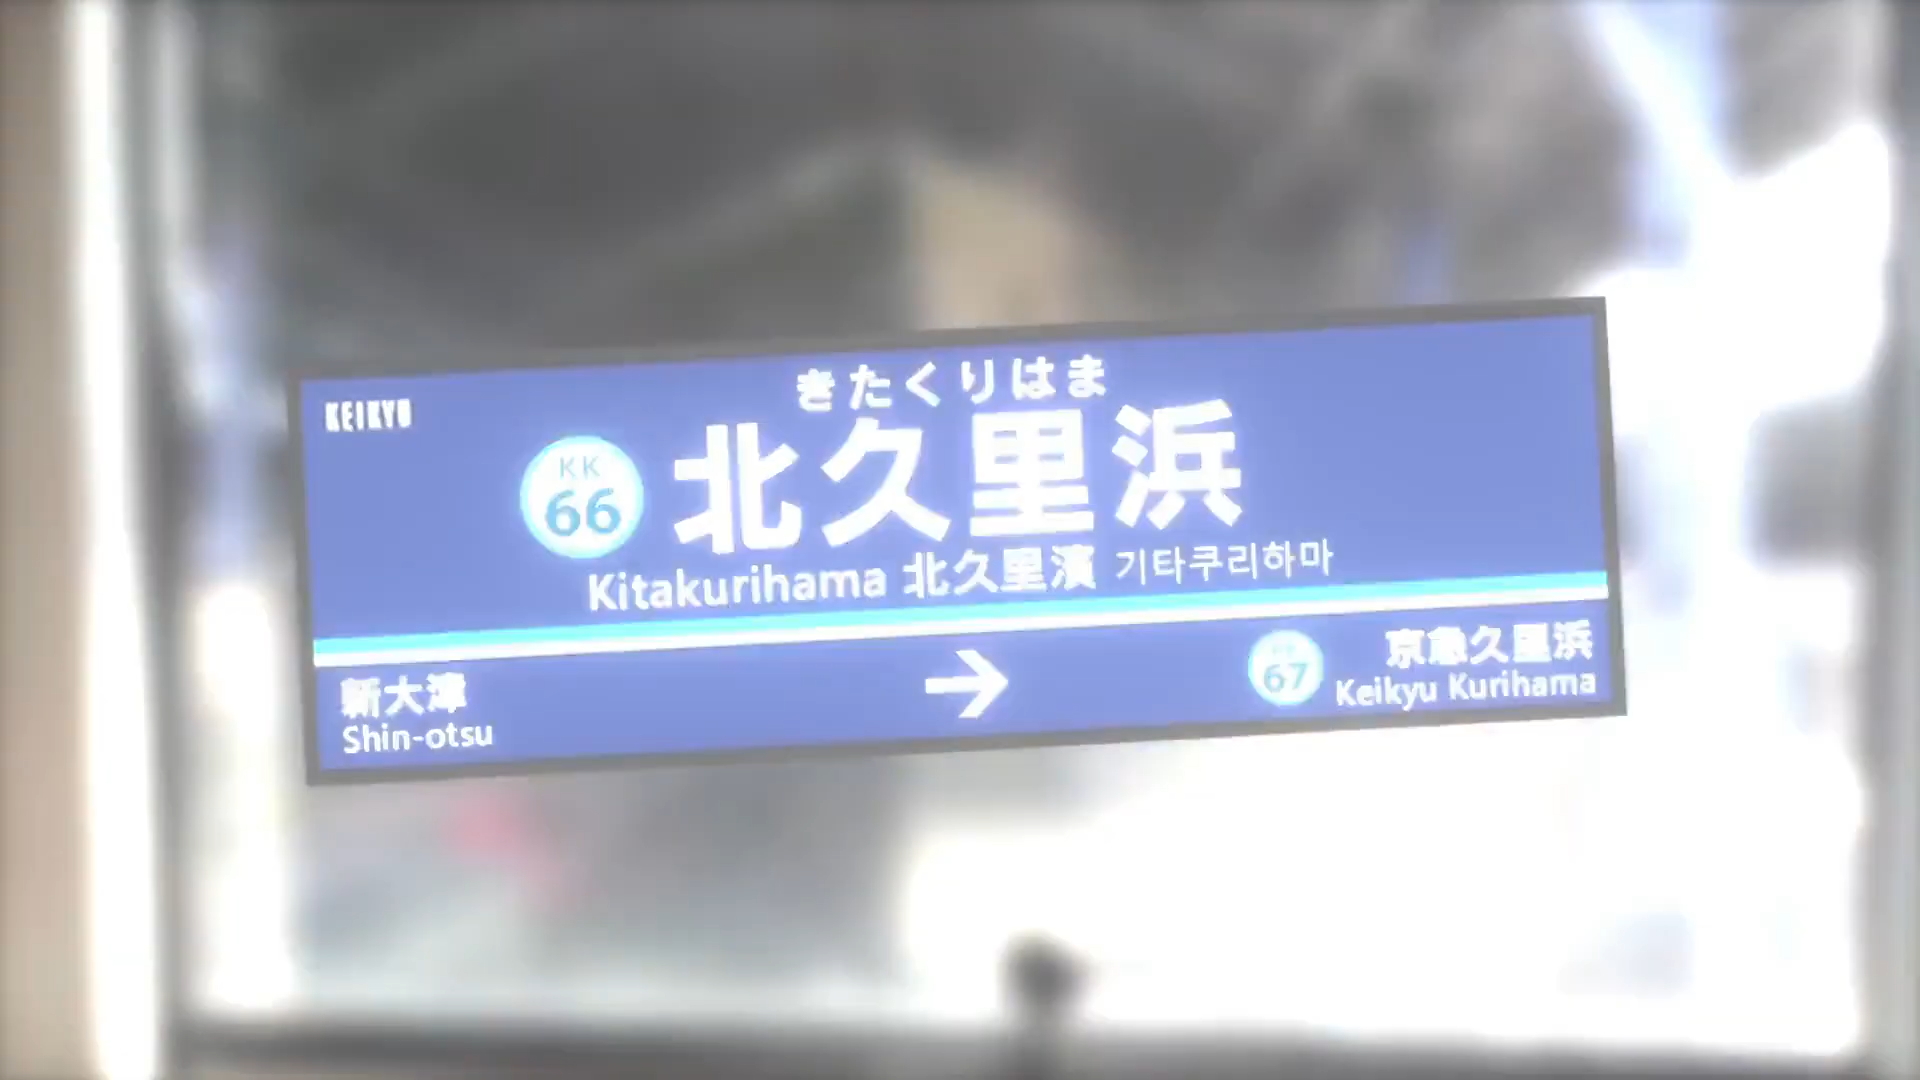 KEIKYU
きたくりはま
KK
66
北久里浜
Kitakurihama 北久里濱 기타쿠리하마
新大津
Shin-otsu
→
67
京急久里浜
Keikyu Kurihama